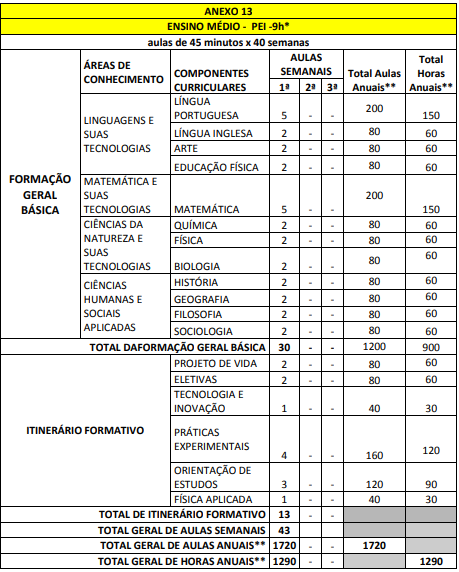 ANEXO 13
ENSINO MÉDIO - PEI -9h*
aulas de 45 minutos x 40 semanas
ÁREAS DE CONHECIMENTO COMPONENTES CURRICULARES AULAS SEMANAIS Total Aulas Anuais** Total Horas Anuais**
1ª 2ª 3ª
FORMAÇÃO GERAL BÁSICA
LINGUAGENS E SUAS TECNOLOGIAS
LÍNGUA PORTUGUESA 5 - - 200 150
LÍNGUA INGLESA 2 - - 80 60
ARTE 2 - - 80 60
EDUCAÇÃO FÍSICA 2 - - 80 60
MATEMÁTICA E SUAS TECNOLOGIAS
MATEMÁTICA 5 - - 200 150
CIÊNCIAS DA NATUREZA E SUAS TECNOLOGIAS
QUÍMICA 2 - - 80 60
FÍSICA 2 - - 80 60
BIOLOGIA 2 - - 80 60
CIÊNCIAS HUMANAS E SOCIAIS APLICADAS
HISTÓRIA 2 - - 80 60
GEOGRAFIA 2 - - 80 60
FILOSOFIA 2 - - 80 60
SOCIOLOGIA 2 - - 80 60
TOTAL DAFORMAÇÃO GERAL BÁSICA 30 - - 1200 900
ITINERÁRIO FORMATIVO
PROJETO DE VIDA 2 - - 80 60
ELETIVAS 2 - - 80 60
TECNOLOGIA E INOVAÇÃO 1 - - 40 30
PRÁTICAS EXPERIMENTAIS 4 - - 160 120
ORIENTAÇÃO DE ESTUDOS 3 - - 120 90
FÍSICA APLICADA 1 - - 40 30
TOTAL DE ITINERÁRIO FORMATIVO 13 - -
TOTAL GERAL DE AULAS SEMANAIS 43
TOTAL GERAL DE AULAS ANUAIS** 1720 - - 1720
TOTAL GERAL DE HORAS ANUAIS** 1290 - - 1290